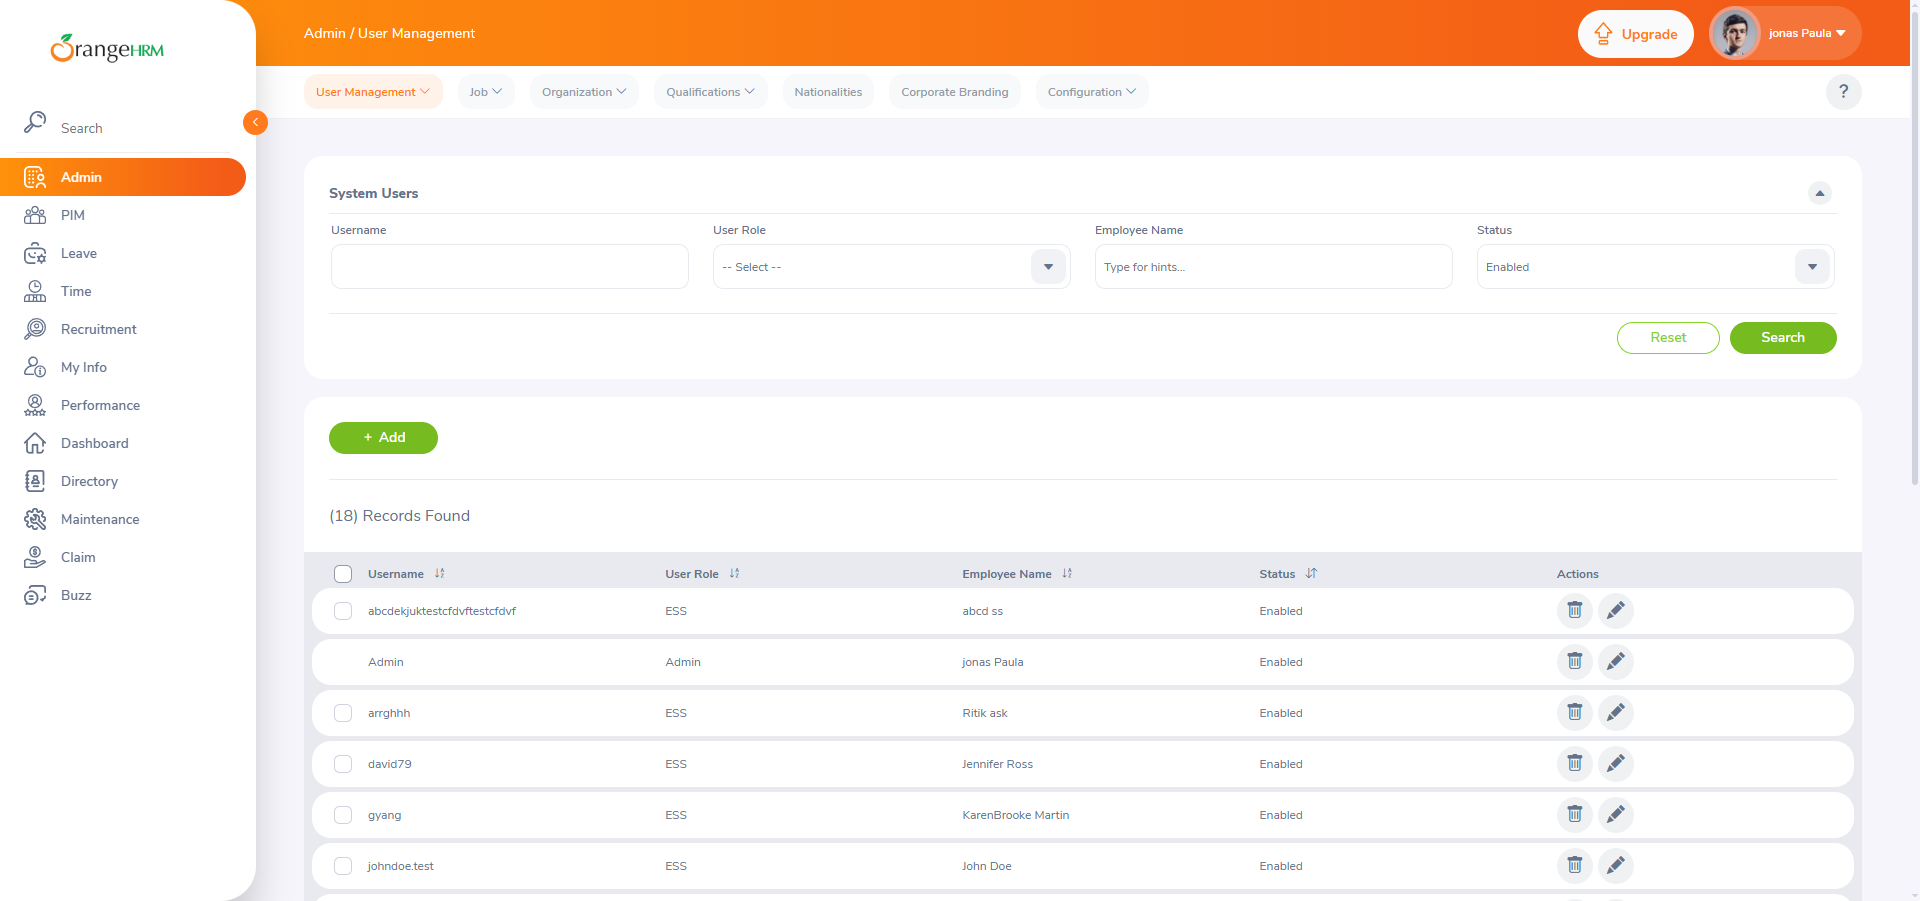 OrangeHRM
Admin / User Management
Upgrade
jonas Paula
User Management
Job
Organization
Qualifications
Nationalities
Corporate Branding
Configuration
?
Search
Admin
PIM
Leave
Time
Recruitment
My Info
Performance
Dashboard
Directory
Maintenance
Claim
Buzz
System Users
Username User Role Employee Name Status
-- Select -- Type for hints... Enabled
Reset Search
+ Add
(18) Records Found
Username User Role Employee Name Status Actions
abcdekjuktestcfdvftestcfdvf ESS abcd ss Enabled
Admin Admin jonas Paula Enabled
arrghhh ESS Ritik ask Enabled
david79 ESS Jennifer Ross Enabled
gyang ESS KarenBrooke Martin Enabled
johndoe.test ESS John Doe Enabled